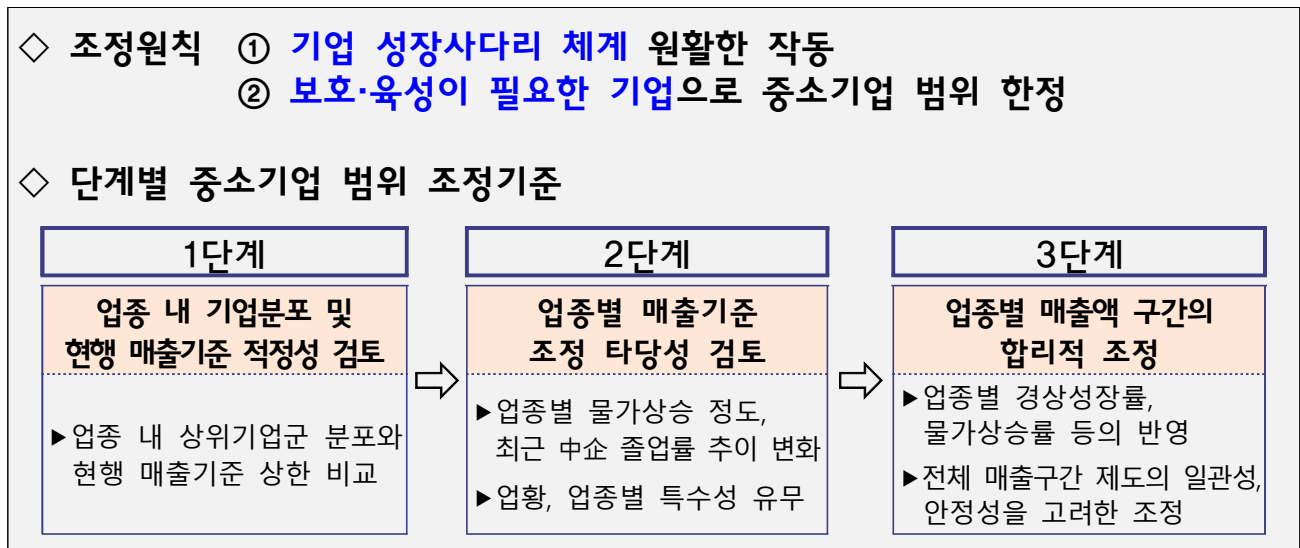 ◇ 조정원칙 ① 기업 성장사다리 체계 원활한 작동
② 보호·육성이 필요한 기업으로 중소기업 범위 한정
◇ 단계별 중소기업 범위 조정기준
1단계
업종 내 기업분포 및
현행 매출기준 적정성 검토
▶업종 내 상위기업군 분포와
현행 매출기준 상한 비교
⇨
2단계
업종별 매출기준
조정 타당성 검토
▶업종별 물가상승 정도,
최근 中企 졸업률 추이 변화
▶업황, 업종별 특수성 유무
⇨
3단계
업종별 매출액 구간의
합리적 조정
▶업종별 경상성장률,
물가상승률 등의 반영
▶전체 매출구간 제도의 일관성,
안정성을 고려한 조정